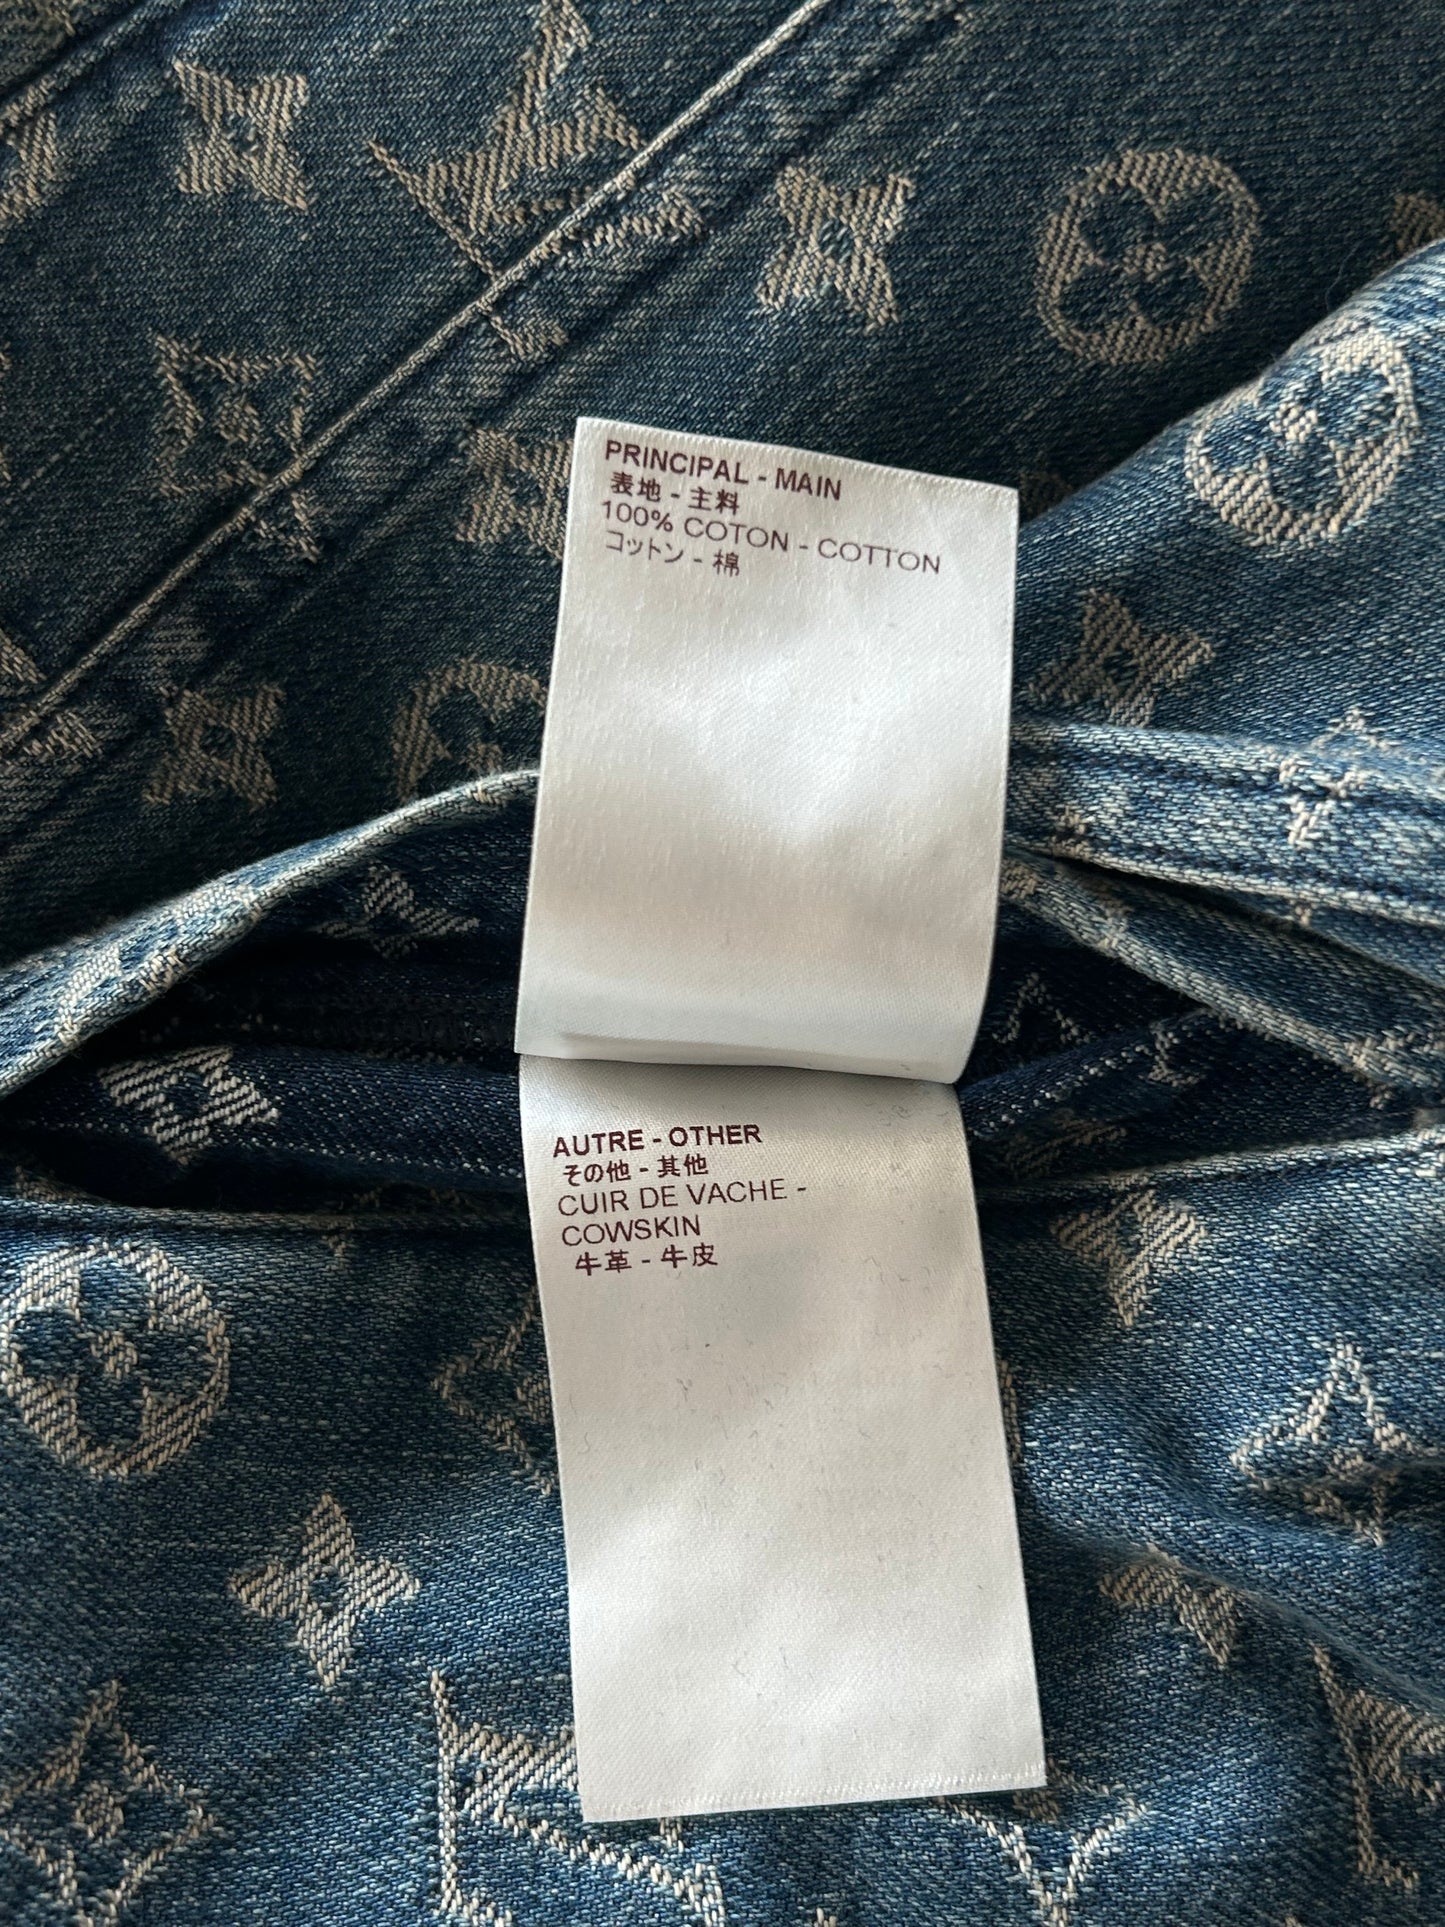 PRINCIPAL - MAIN
表地 - 主料
100% COTON - COTTON
コットン - 棉
AUTRE - OTHER
その他 - 其他
CUIR DE VACHE -
COWSKIN
牛革 - 牛皮